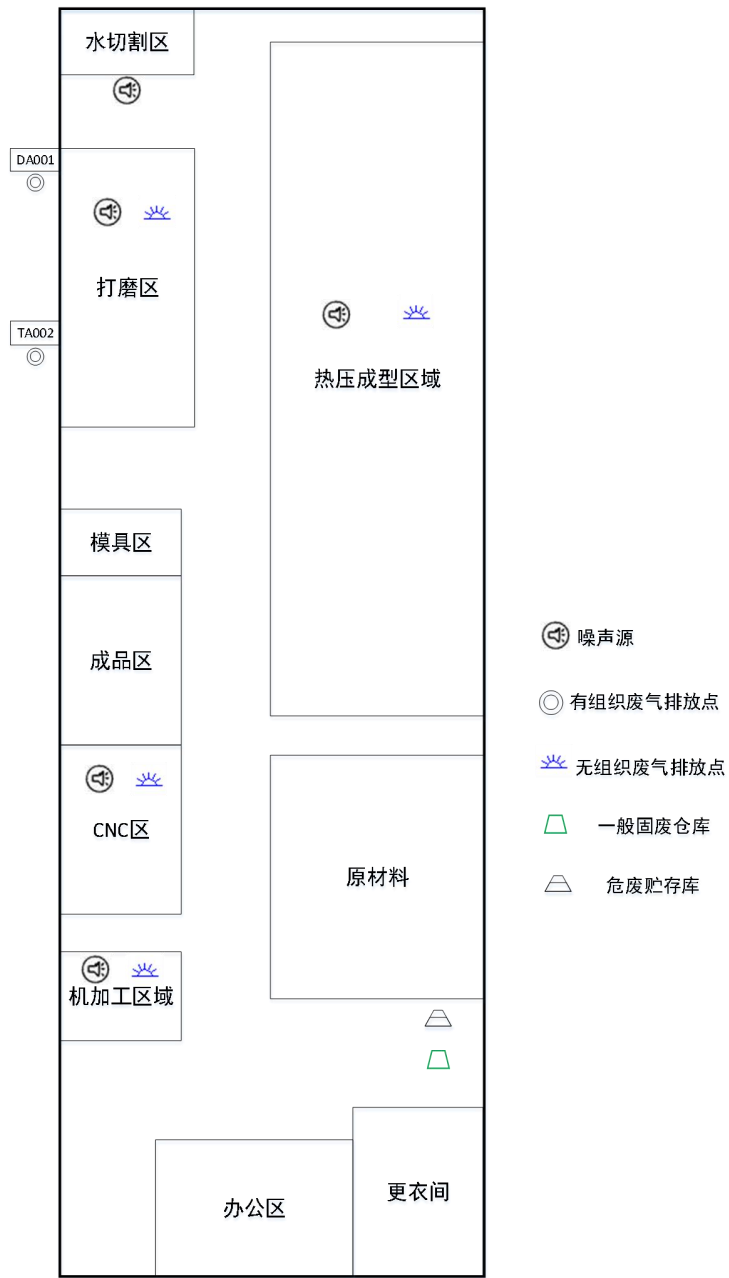 水切割区
DA001
打磨区
TA002
热压成型区域
模具区
成品区
CNC区
原材料
机加工区域
办公区
更衣间
噪声源
有组织废气排放点
无组织废气排放点
一般固废仓库
危废贮存库